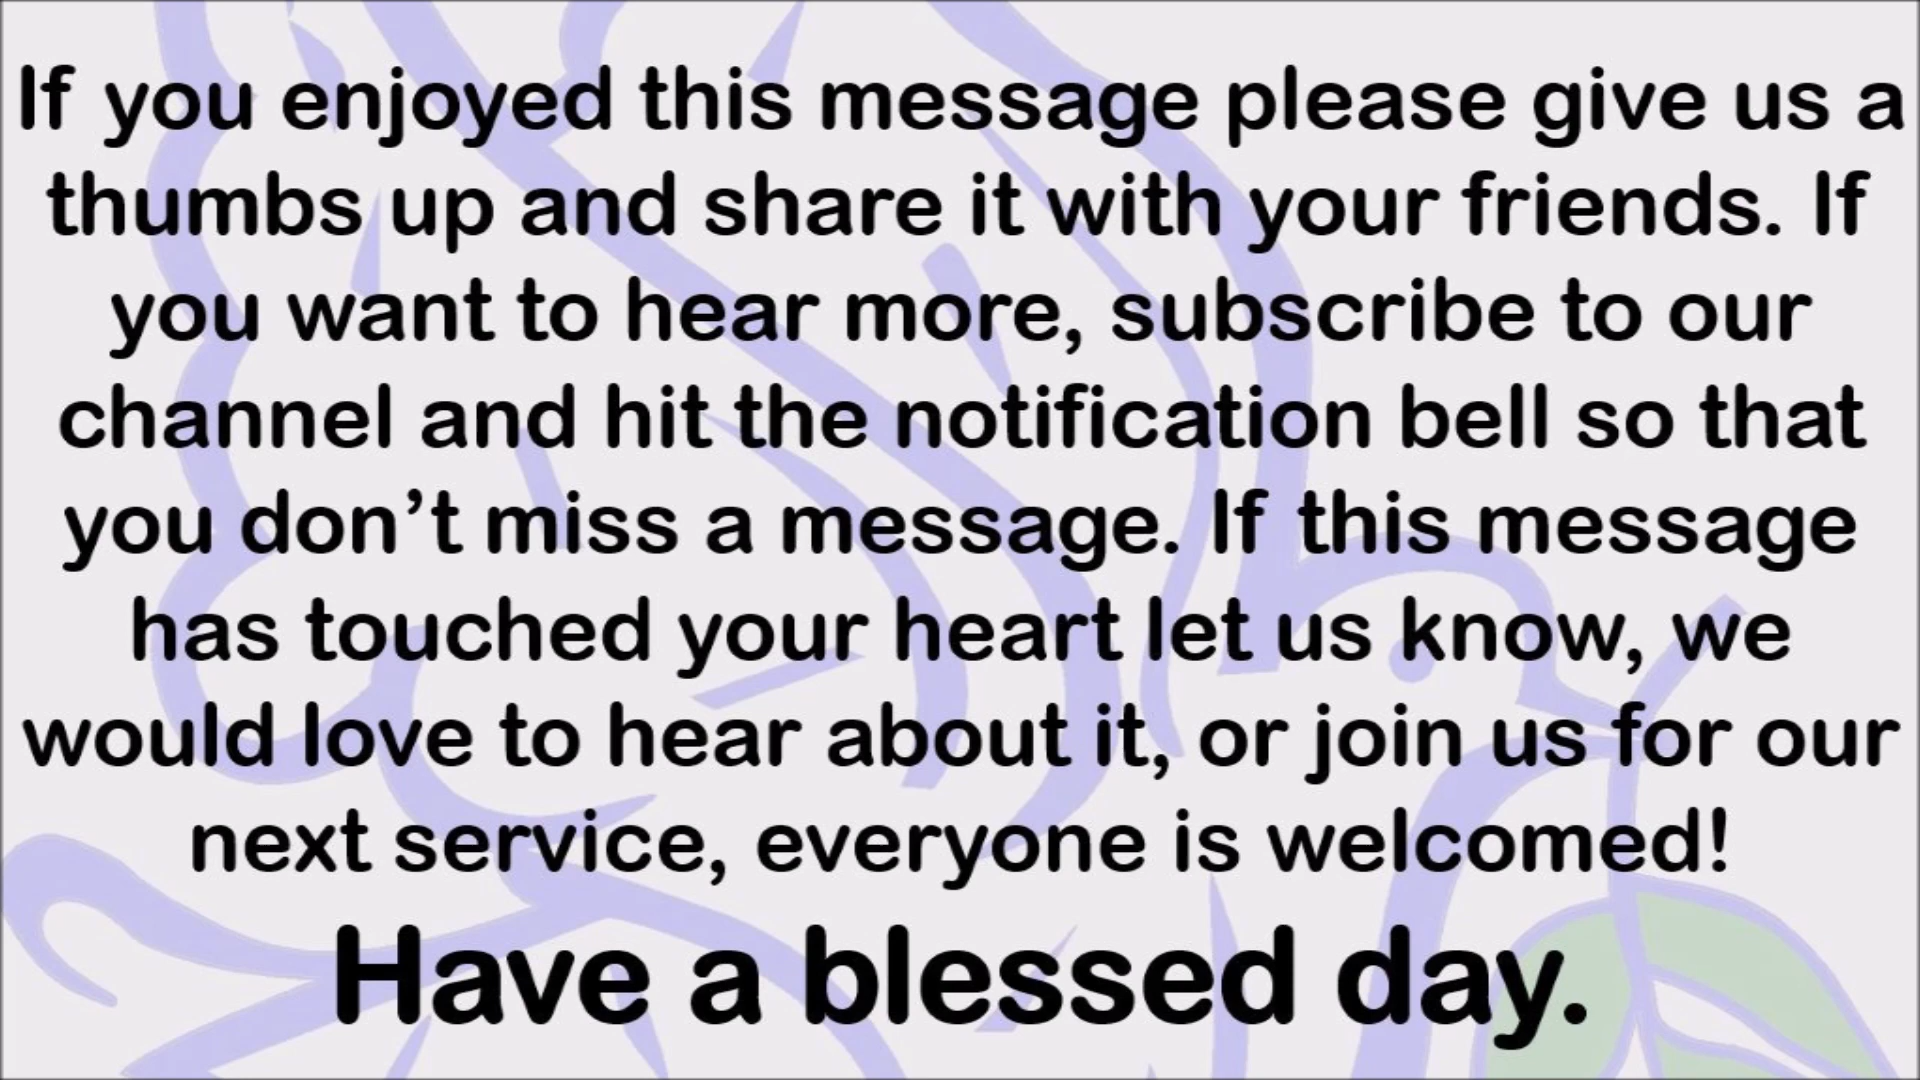 If you enjoyed this message please give us a
thumbs up and share it with your friends. If
you want to hear more, subscribe to our
channel and hit the notification bell so that
you don’t miss a message. If this message
has touched your heart let us know, we
would love to hear about it, or join us for our
next service, everyone is welcomed!
Have a blessed day.